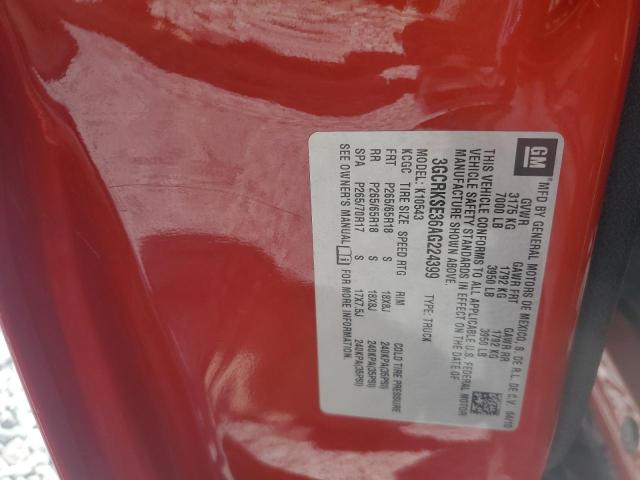 GM
MFD BY GENERAL MOTORS DE MEXICO, S. DE R.L. DE C.V. 04/10
GVWR GAWR FRT GAWR RR
3175 KG 1792 KG 1792 KG
7000 LB 3950 LB 3950 LB
THIS VEHICLE CONFORMS TO ALL APPLICABLE U.S. FEDERAL MOTOR
VEHICLE SAFETY STANDARDS IN EFFECT ON THE DATE OF
MANUFACTURE SHOWN ABOVE.
3GCRKSE36AG224399 TYPE: TRUCK
MODEL: K10543
KCGC TIRE SIZE SPEED RTG RIM COLD TIRE PRESSURE
FRT P265/65R18 S 18X8J 240KPA(35PSI)
RR P265/65R18 S 18X8J 240KPA(35PSI)
SPA P265/70R17 S 17X7.5J 240KPA(35PSI)
SEE OWNER'S MANUAL FOR MORE INFORMATION.